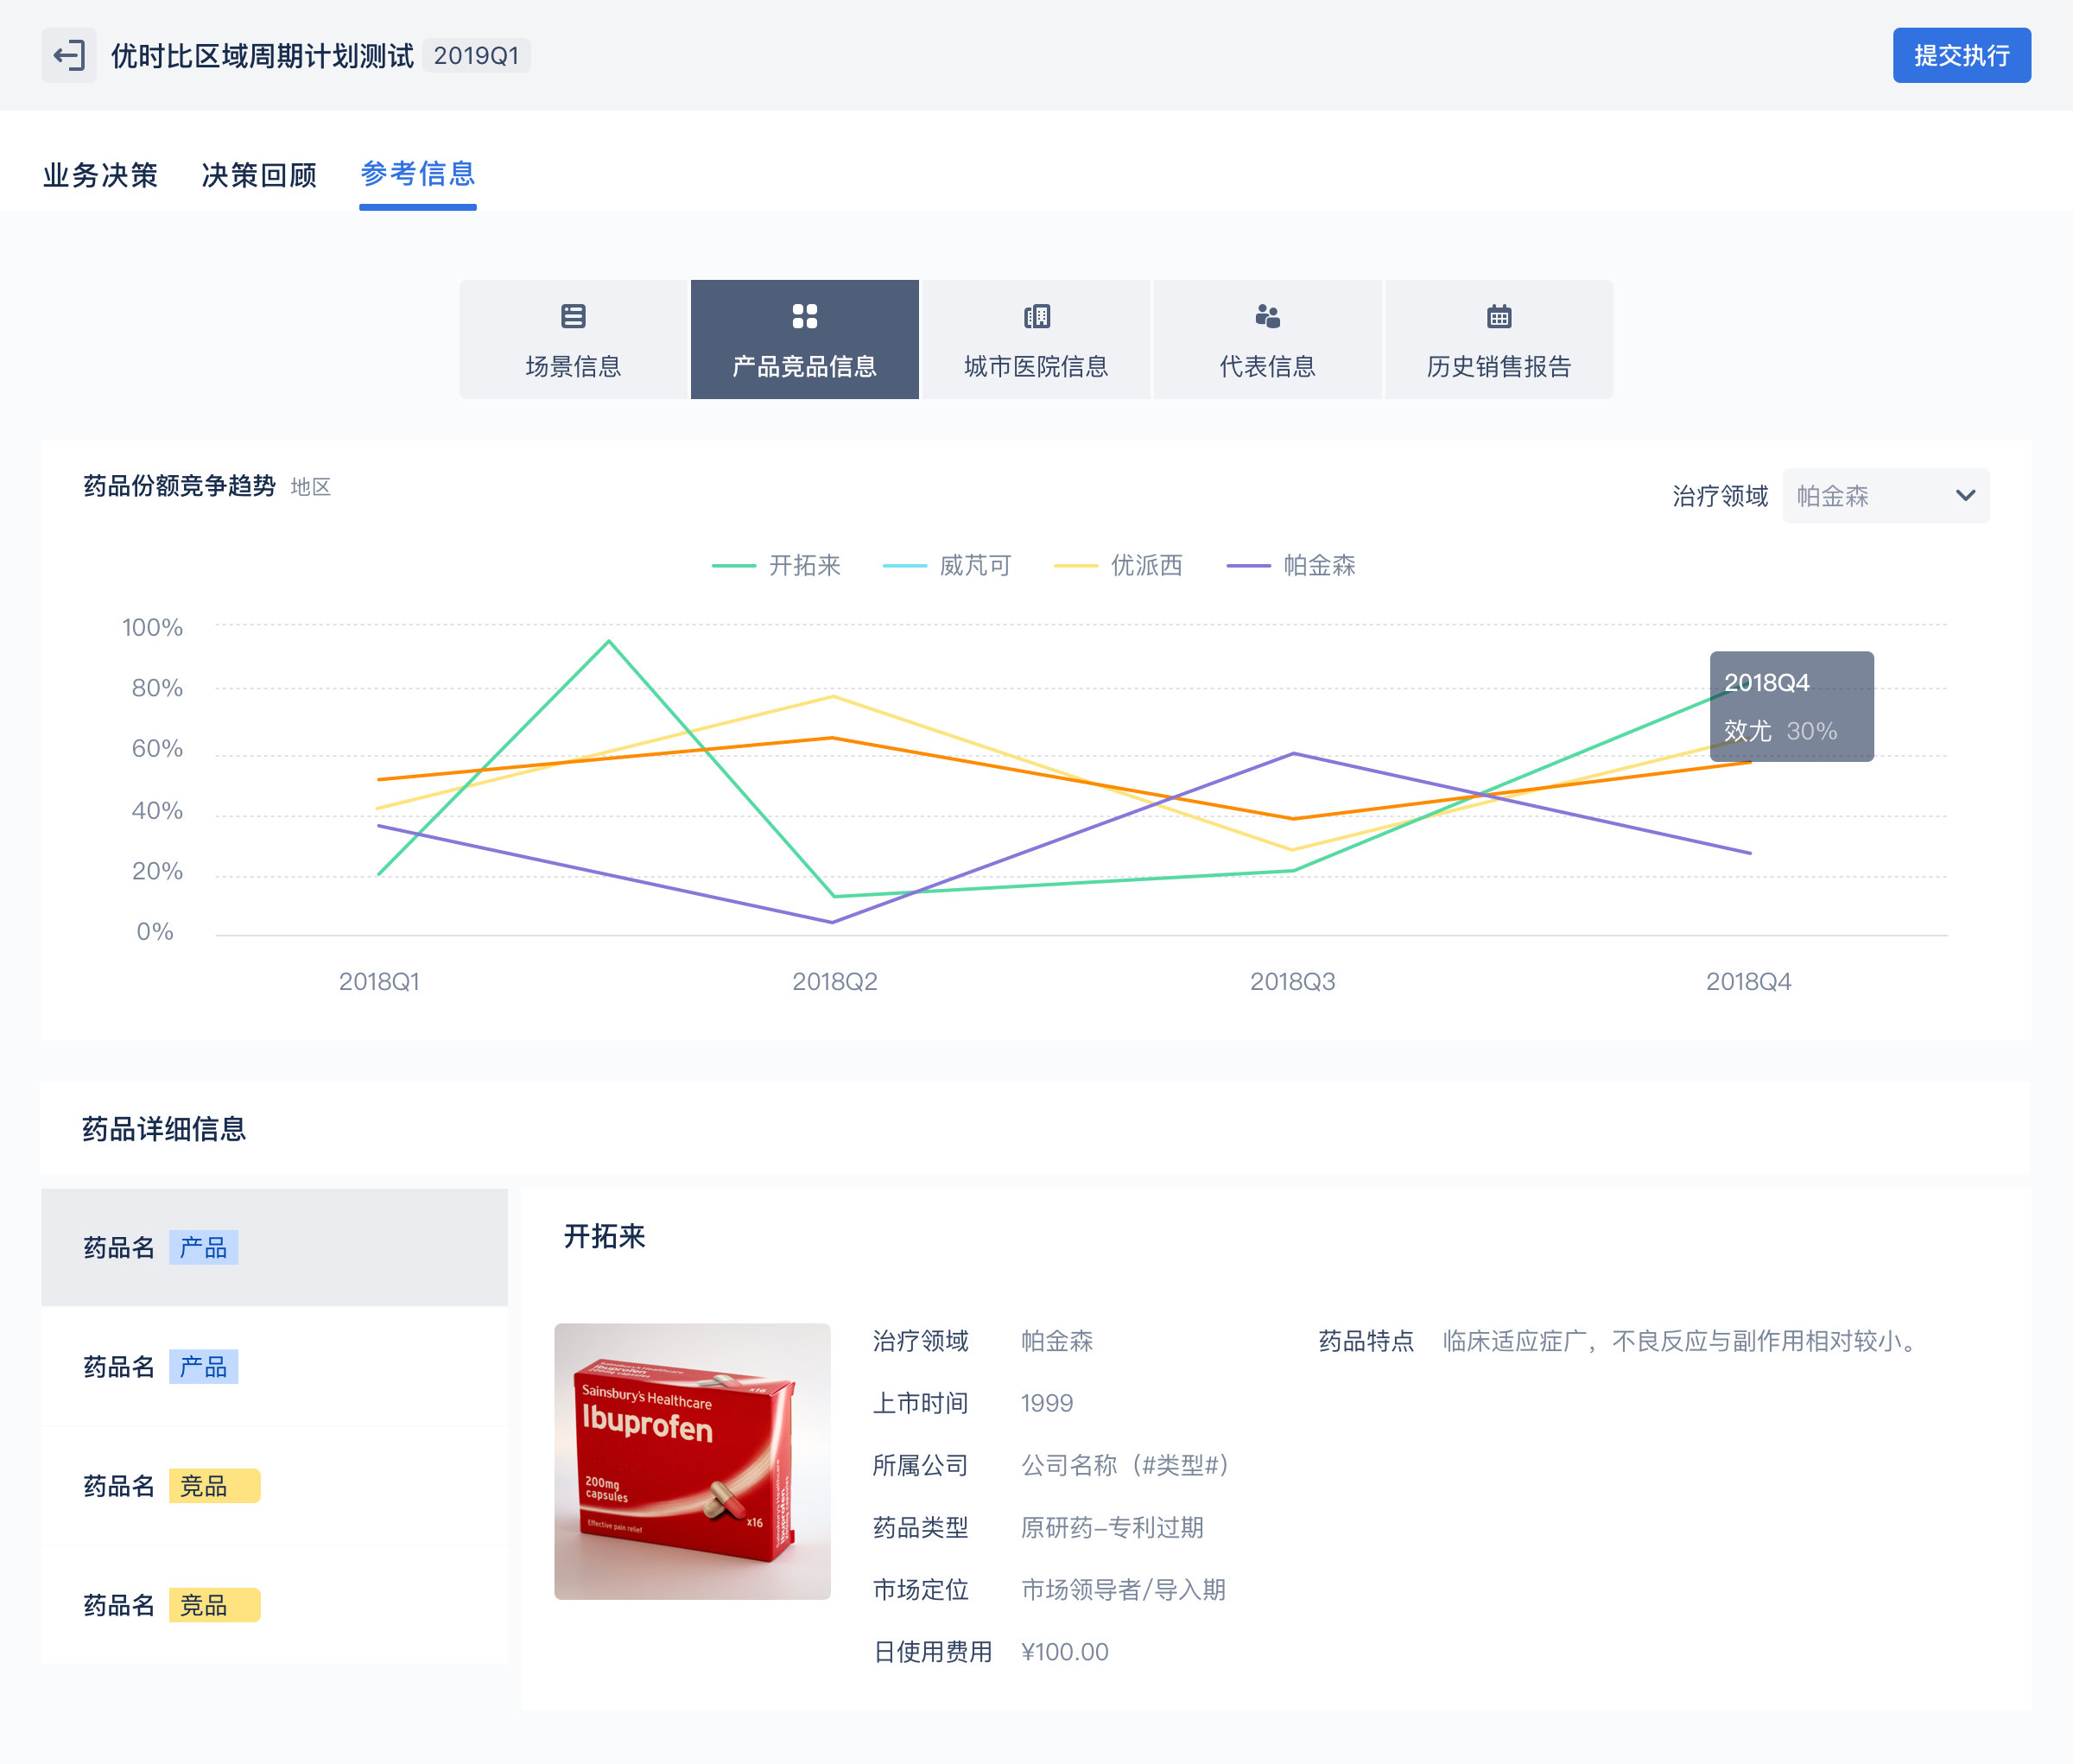 优时比区域周期计划测试 2019Q1
提交执行
业务决策 决策回顾 参考信息
场景信息 产品竞品信息 城市医院信息 代表信息 历史销售报告
药品份额竞争趋势 地区
治疗领域 帕金森
开拓来 威芃可 优派西 帕金森
100%
80%
60%
40%
20%
0%
2018Q4
效尤 30%
2018Q1 2018Q2 2018Q3 2018Q4
药品详细信息
药品名 产品
药品名 产品
药品名 竞品
药品名 竞品
开拓来
Sainsbury's Healthcare
Ibuprofen
x16
Sainsbury's Healthcare
Ibuprofen
200mg
capsules
x16
Effective pain relief
治疗领域 帕金森
上市时间 1999
所属公司 公司名称（#类型#）
药品类型 原研药–专利过期
市场定位 市场领导者/导入期
日使用费用 ¥100.00
药品特点 临床适应症广，不良反应与副作用相对较小。